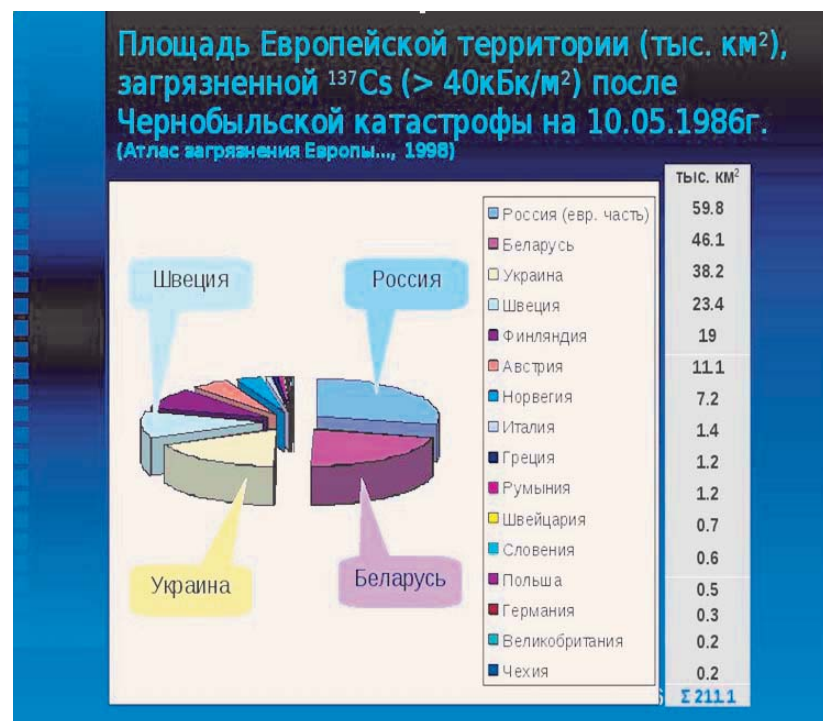 Площадь Европейской территории (тыс. км²),
загрязненной ¹³⁷Cs (> 40кБк/м²) после
Чернобыльской катастрофы на 10.05.1986г.
(Атлас загрязнения Европы..., 1998)
тыс. км²
Швеция
Россия
Украина
Беларусь
Россия (евр. часть) 59.8
Беларусь 46.1
Украина 38.2
Швеция 23.4
Финляндия 19
Австрия 11.1
Норвегия 7.2
Италия 1.4
Греция 1.2
Румыния 1.2
Швейцария 0.7
Словения 0.6
Польша 0.5
Германия 0.3
Великобритания 0.2
Чехия 0.2
Σ 211.1